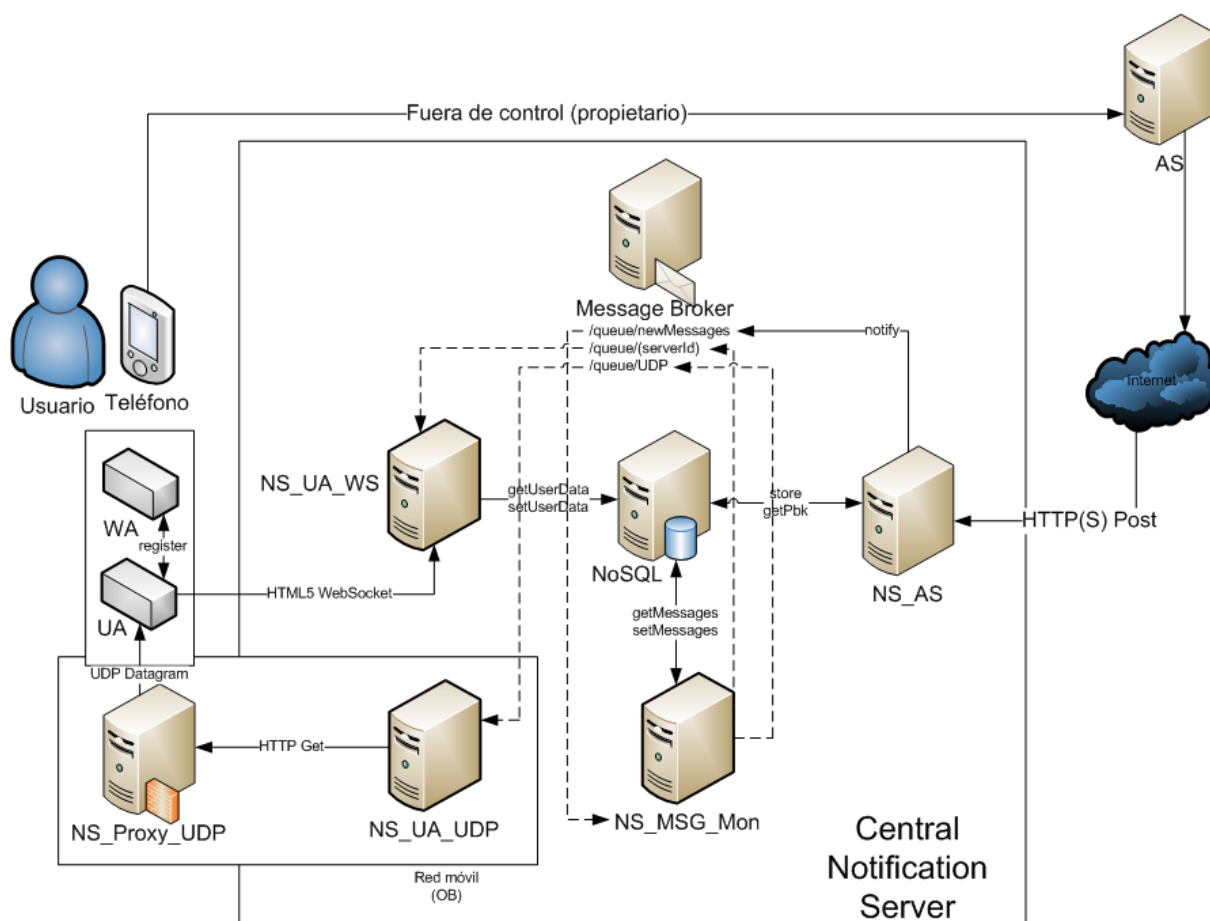 Fuera de control (propietario)
AS
Message Broker
/queue/newMessages
/queue/(serverId)
/queue/UDP
notify
Internet
Usuario
Teléfono
NS_UA_WS
getUserData
setUserData
store
getPbk
HTTP(S) Post
WA
register
UA
HTML5 WebSocket
NoSQL
NS_AS
getMessages
setMessages
UDP Datagram
HTTP Get
NS_Proxy_UDP
NS_UA_UDP
NS_MSG_Mon
Red móvil
(OB)
Central
Notification
Server